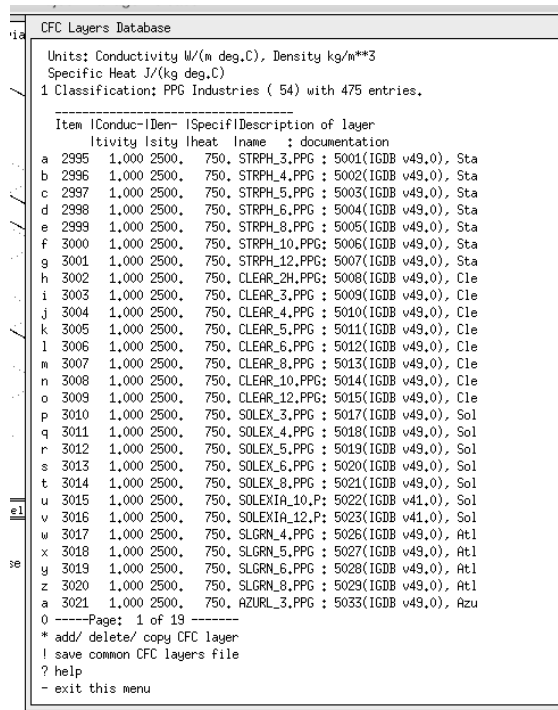 CFC Layers Database
via
Units: Conductivity W/(m deg.C), Density kg/m**3
Specific Heat J/(kg deg.C)
1 Classification: PPG Industries ( 54) with 475 entries.
Item |Conduc-|Den- |Specif|Description of layer
|tivity |sity |heat |name : documentation
a 2995 1.000 2500. 750. STRPH_3.PPG : 5001(IGDB v49.0), Sta
b 2996 1.000 2500. 750. STRPH_4.PPG : 5002(IGDB v49.0), Sta
c 2997 1.000 2500. 750. STRPH_5.PPG : 5003(IGDB v49.0), Sta
d 2998 1.000 2500. 750. STRPH_6.PPG : 5004(IGDB v49.0), Sta
e 2999 1.000 2500. 750. STRPH_8.PPG : 5005(IGDB v49.0), Sta
f 3000 1.000 2500. 750. STRPH_10.PPG: 5006(IGDB v49.0), Sta
g 3001 1.000 2500. 750. STRPH_12.PPG: 5007(IGDB v49.0), Sta
h 3002 1.000 2500. 750. CLEAR_2H.PPG: 5008(IGDB v49.0), Cle
i 3003 1.000 2500. 750. CLEAR_3.PPG : 5009(IGDB v49.0), Cle
j 3004 1.000 2500. 750. CLEAR_4.PPG : 5010(IGDB v49.0), Cle
k 3005 1.000 2500. 750. CLEAR_5.PPG : 5011(IGDB v49.0), Cle
l 3006 1.000 2500. 750. CLEAR_6.PPG : 5012(IGDB v49.0), Cle
m 3007 1.000 2500. 750. CLEAR_8.PPG : 5013(IGDB v49.0), Cle
n 3008 1.000 2500. 750. CLEAR_10.PPG: 5014(IGDB v49.0), Cle
o 3009 1.000 2500. 750. CLEAR_12.PPG: 5015(IGDB v49.0), Cle
p 3010 1.000 2500. 750. SOLEX_3.PPG : 5017(IGDB v49.0), Sol
q 3011 1.000 2500. 750. SOLEX_4.PPG : 5018(IGDB v49.0), Sol
r 3012 1.000 2500. 750. SOLEX_5.PPG : 5019(IGDB v49.0), Sol
s 3013 1.000 2500. 750. SOLEX_6.PPG : 5020(IGDB v49.0), Sol
t 3014 1.000 2500. 750. SOLEX_8.PPG : 5021(IGDB v49.0), Sol
u 3015 1.000 2500. 750. SOLEXIA_10.P: 5022(IGDB v41.0), Sol
el
v 3016 1.000 2500. 750. SOLEXIA_12.P: 5023(IGDB v41.0), Sol
w 3017 1.000 2500. 750. SLGRN_4.PPG : 5026(IGDB v49.0), Atl
x 3018 1.000 2500. 750. SLGRN_5.PPG : 5027(IGDB v49.0), Atl
se
y 3019 1.000 2500. 750. SLGRN_6.PPG : 5028(IGDB v49.0), Atl
z 3020 1.000 2500. 750. SLGRN_8.PPG : 5029(IGDB v49.0), Atl
a 3021 1.000 2500. 750. AZURL_3.PPG : 5033(IGDB v49.0), Azu
0 -----Page: 1 of 19 -------
* add/ delete/ copy CFC layer
! save common CFC layers file
? help
- exit this menu